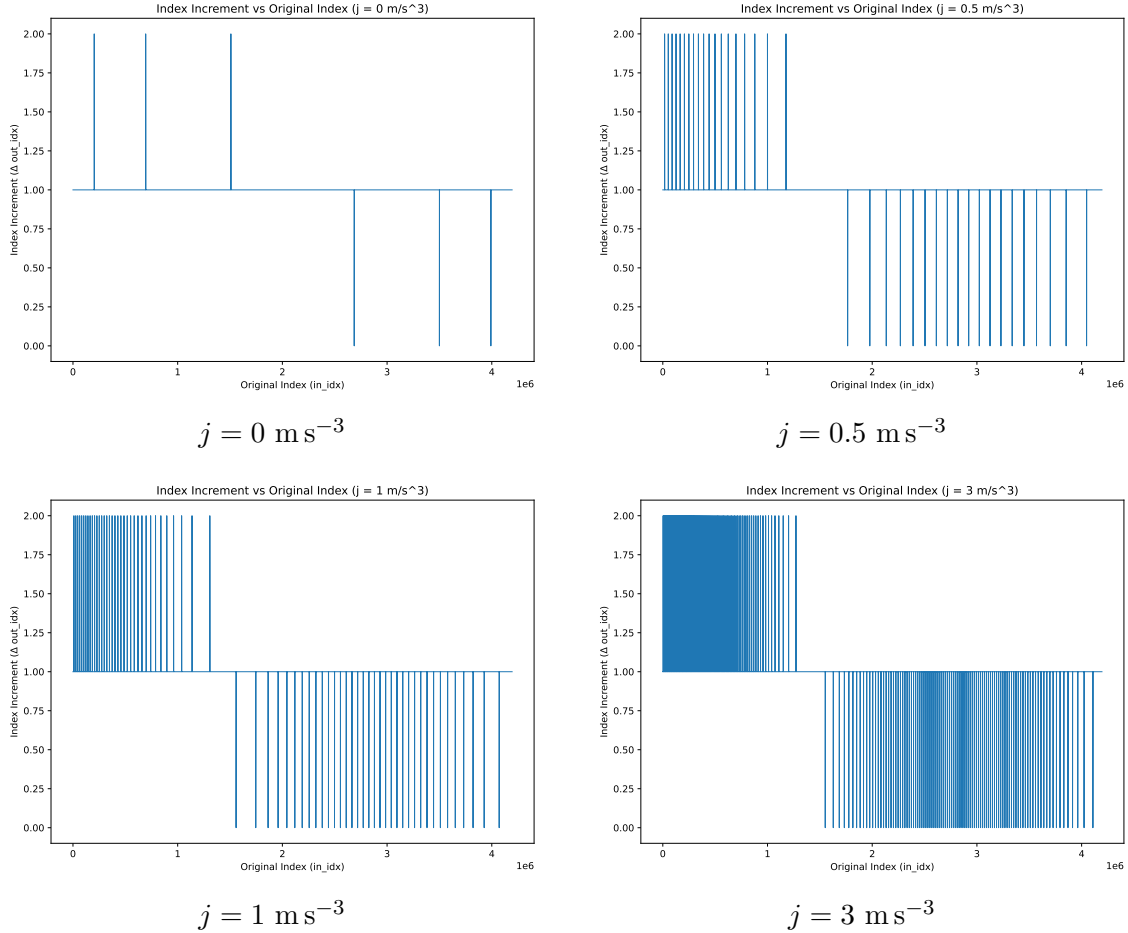 Index Increment vs Original Index (j = 0 m/s^3)
Index Increment (Δ out_idx)
2.00
1.75
1.50
1.25
1.00
0.75
0.50
0.25
0.00
0 1 2 3 4
1e6
Original Index (in_idx)
j = 0 m s⁻³
Index Increment vs Original Index (j = 0.5 m/s^3)
Index Increment (Δ out_idx)
2.00
1.75
1.50
1.25
1.00
0.75
0.50
0.25
0.00
0 1 2 3 4
1e6
Original Index (in_idx)
j = 0.5 m s⁻³
Index Increment vs Original Index (j = 1 m/s^3)
Index Increment (Δ out_idx)
2.00
1.75
1.50
1.25
1.00
0.75
0.50
0.25
0.00
0 1 2 3 4
1e6
Original Index (in_idx)
j = 1 m s⁻³
Index Increment vs Original Index (j = 3 m/s^3)
Index Increment (Δ out_idx)
2.00
1.75
1.50
1.25
1.00
0.75
0.50
0.25
0.00
0 1 2 3 4
1e6
Original Index (in_idx)
j = 3 m s⁻³